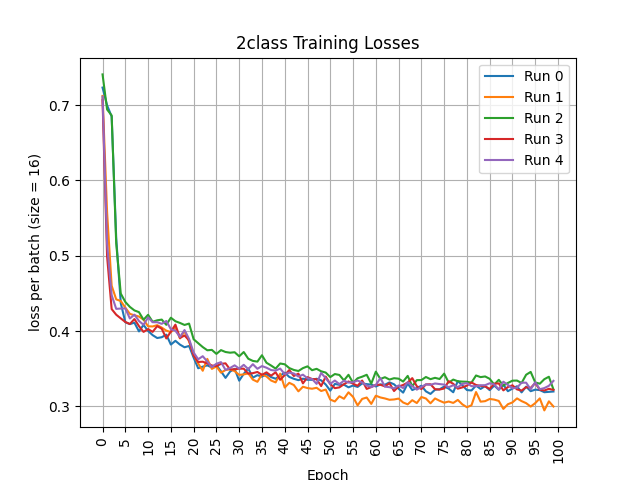 2class Training Losses
loss per batch (size = 16)
0.7
0.6
0.5
0.4
0.3
Run 0
Run 1
Run 2
Run 3
Run 4
0 5 10 15 20 25 30 35 40 45 50 55 60 65 70 75 80 85 90 95 100
Epoch